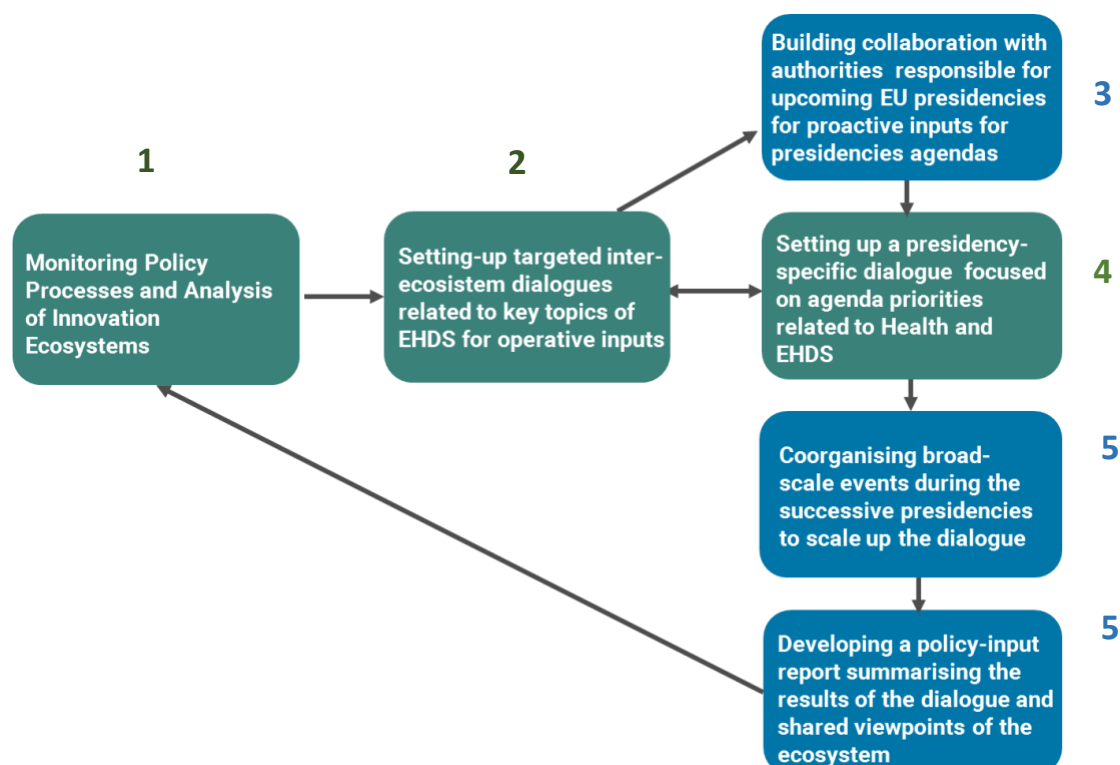 1
Monitoring Policy
Processes and Analysis
of Innovation
Ecosystems
2
Setting-up targeted inter-
ecosistem dialogues
related to key topics of
EHDS for operative inputs
Building collaboration with
authorities responsible for
upcoming EU presidencies
for proactive inputs for
presidencies agendas
3
Setting up a presidency-
specific dialogue focused
on agenda priorities
related to Health and
EHDS
4
Coorganising broad-
scale events during the
successive presidencies
to scale up the dialogue
5
Developing a policy-input
report summarising the
results of the dialogue and
shared viewpoints of the
ecosystem
5